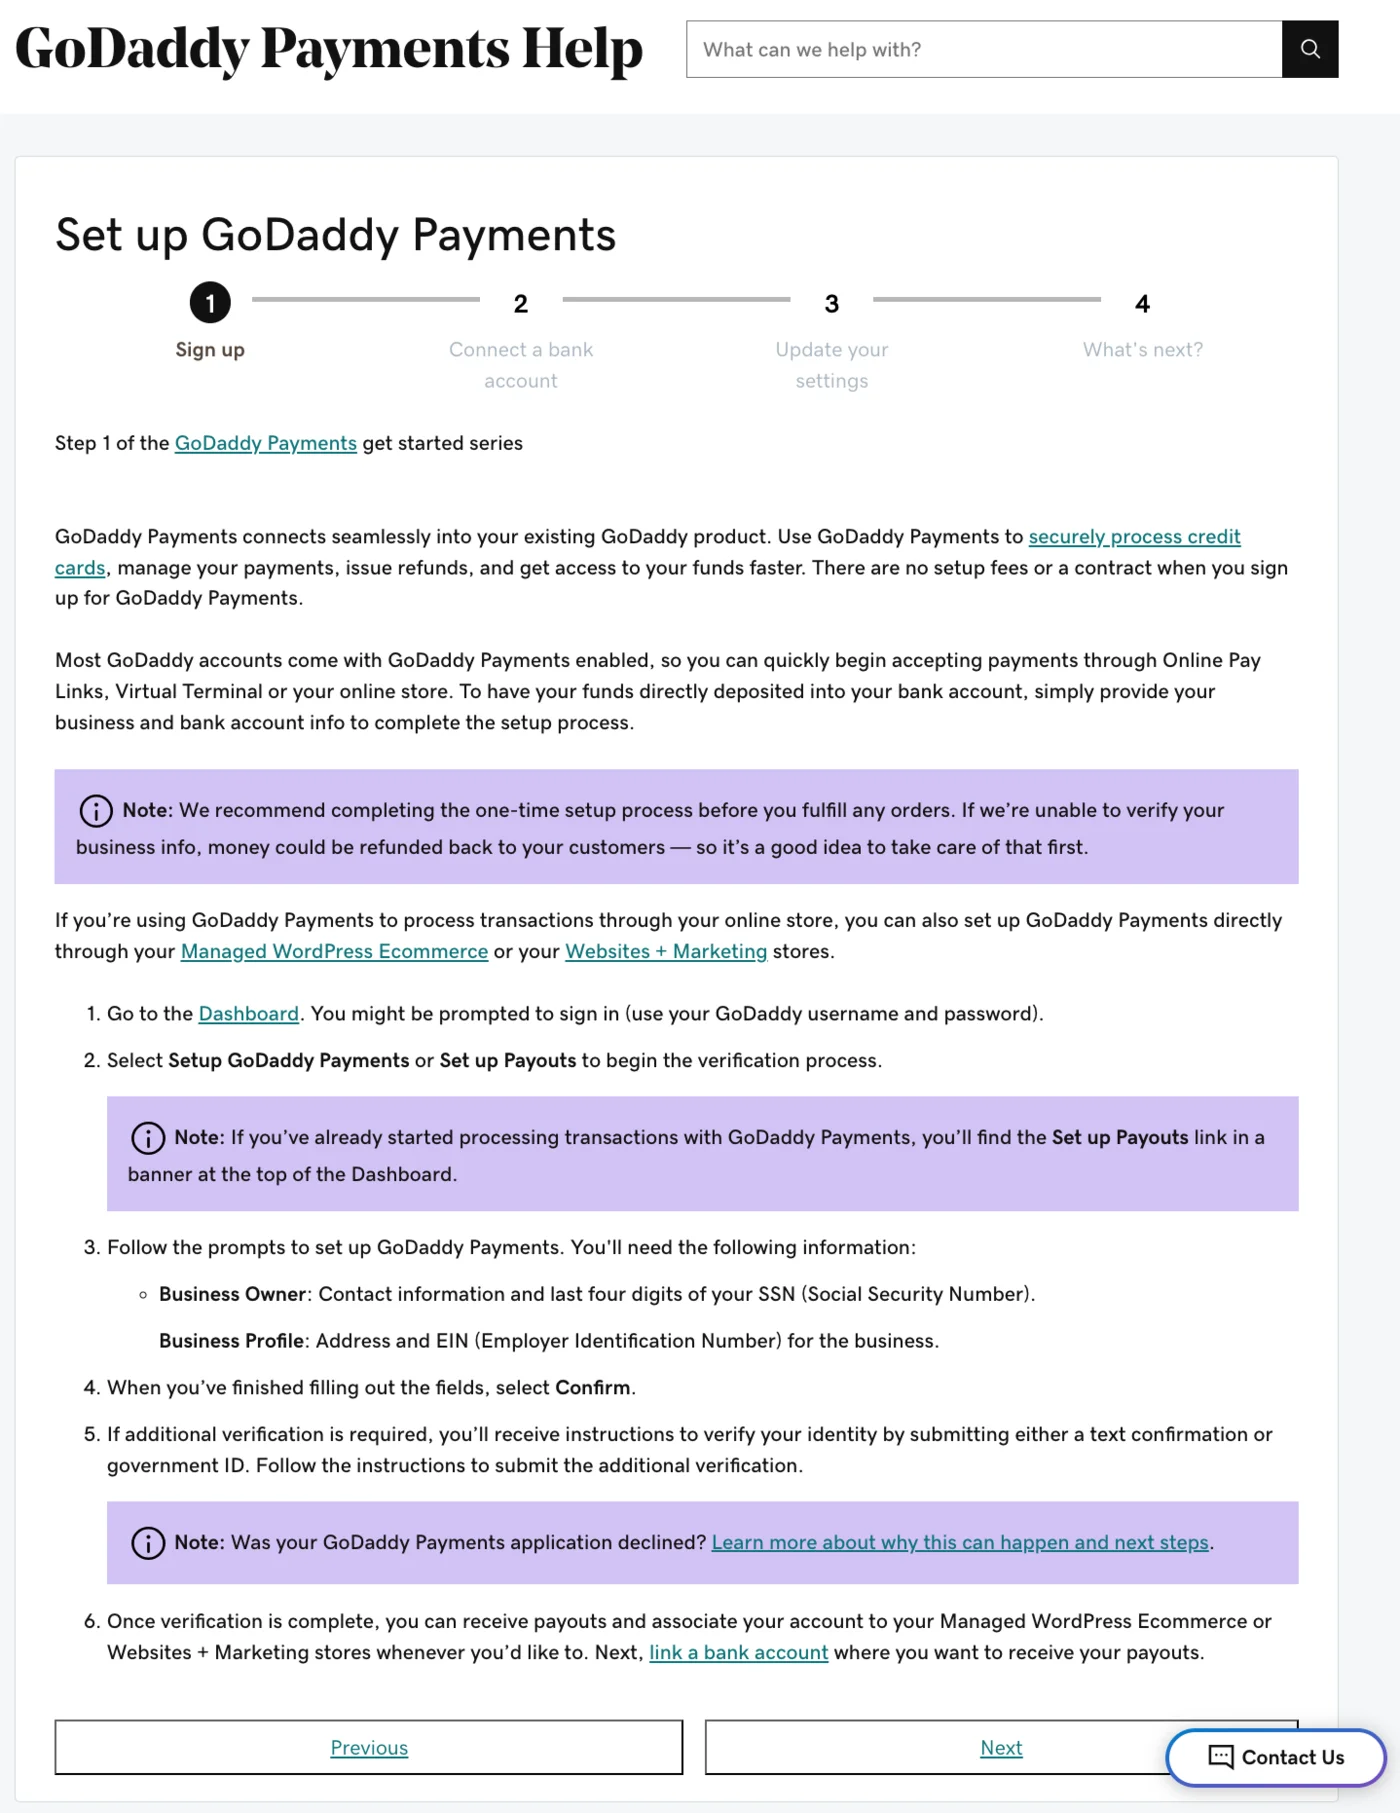 GoDaddy Payments Help
What can we help with?
Set up GoDaddy Payments
1
2
3
4
Sign up
Connect a bank
account
Update your
settings
What's next?
Step 1 of the GoDaddy Payments get started series
GoDaddy Payments connects seamlessly into your existing GoDaddy product. Use GoDaddy Payments to securely process credit
cards, manage your payments, issue refunds, and get access to your funds faster. There are no setup fees or a contract when you sign
up for GoDaddy Payments.
Most GoDaddy accounts come with GoDaddy Payments enabled, so you can quickly begin accepting payments through Online Pay
Links, Virtual Terminal or your online store. To have your funds directly deposited into your bank account, simply provide your
business and bank account info to complete the setup process.
Note: We recommend completing the one-time setup process before you fulfill any orders. If we’re unable to verify your
business info, money could be refunded back to your customers — so it’s a good idea to take care of that first.
If you’re using GoDaddy Payments to process transactions through your online store, you can also set up GoDaddy Payments directly
through your Managed WordPress Ecommerce or your Websites + Marketing stores.
1. Go to the Dashboard. You might be prompted to sign in (use your GoDaddy username and password).
2. Select Setup GoDaddy Payments or Set up Payouts to begin the verification process.
Note: If you’ve already started processing transactions with GoDaddy Payments, you’ll find the Set up Payouts link in a
banner at the top of the Dashboard.
3. Follow the prompts to set up GoDaddy Payments. You'll need the following information:
◦ Business Owner: Contact information and last four digits of your SSN (Social Security Number).
Business Profile: Address and EIN (Employer Identification Number) for the business.
4. When you’ve finished filling out the fields, select Confirm.
5. If additional verification is required, you’ll receive instructions to verify your identity by submitting either a text confirmation or
government ID. Follow the instructions to submit the additional verification.
Note: Was your GoDaddy Payments application declined? Learn more about why this can happen and next steps.
6. Once verification is complete, you can receive payouts and associate your account to your Managed WordPress Ecommerce or
Websites + Marketing stores whenever you’d like to. Next, link a bank account where you want to receive your payouts.
Previous
Next
Contact Us